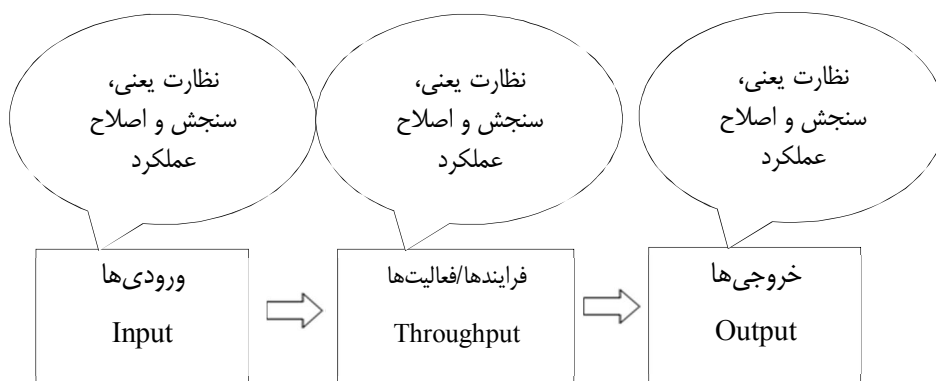 نظارت یعنی،
سنجش و اصلاح
عملکرد
نظارت یعنی،
سنجش و اصلاح
عملکرد
نظارت یعنی،
سنجش و اصلاح
عملکرد
ورودی‌ها
Input
فرایندها/فعالیت‌ها
Throughput
خروجی‌ها
Output